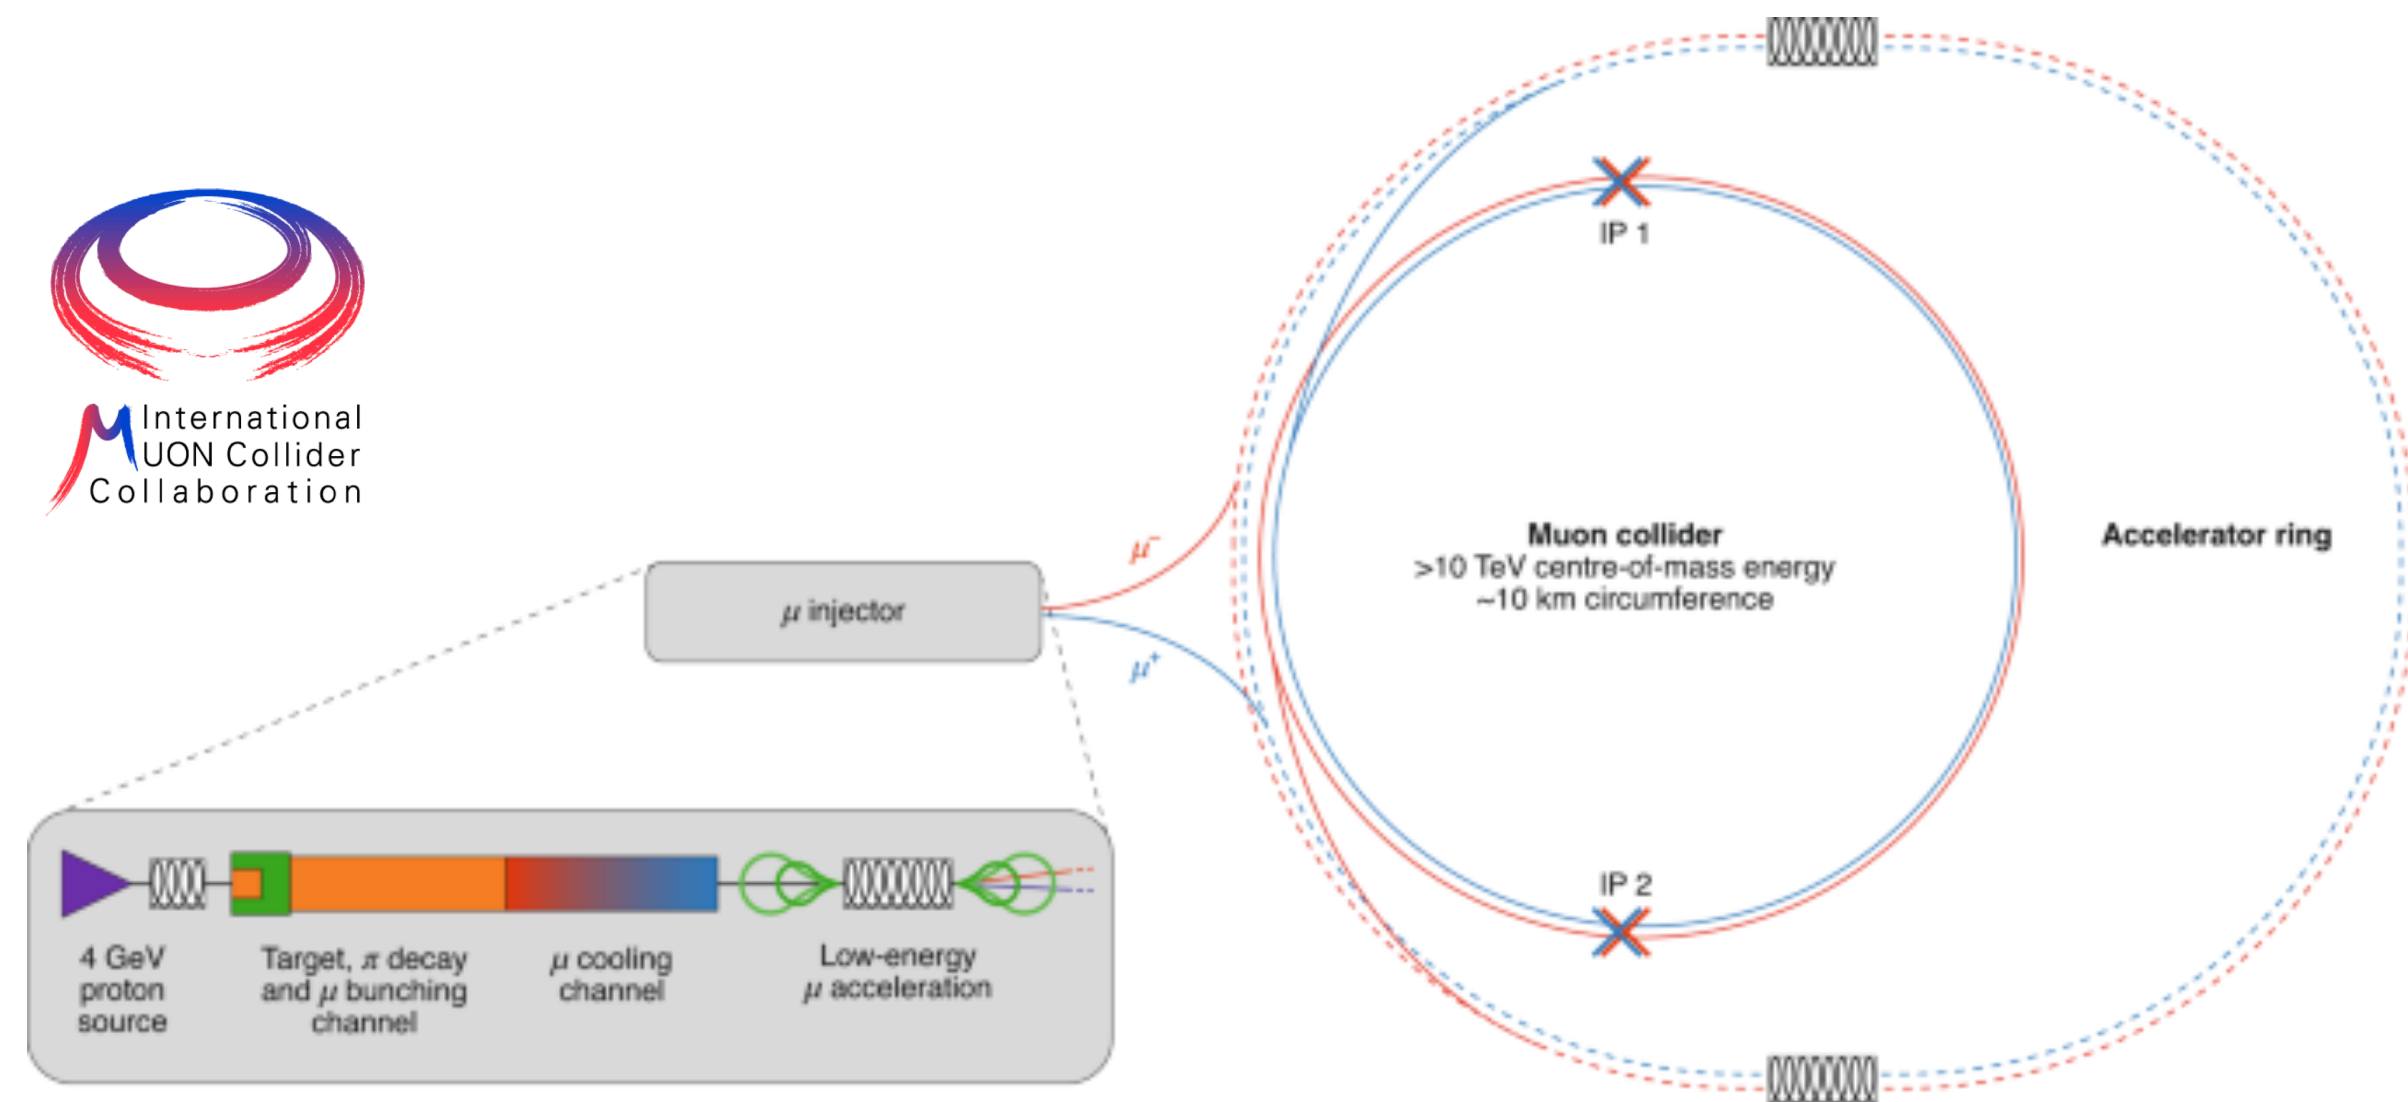 International
MUON Collider
Collaboration
μ injector
μ⁻
μ⁺
4 GeV
proton
source
Target, π decay
and μ bunching
channel
μ cooling
channel
Low-energy
μ acceleration
IP 1
Muon collider
>10 TeV centre-of-mass energy
~10 km circumference
IP 2
Accelerator ring